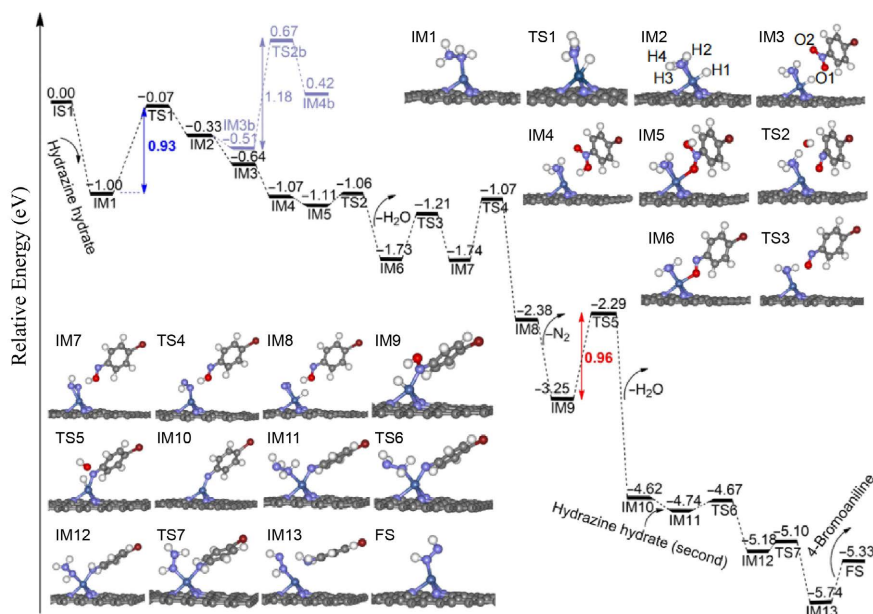 Relative Energy (eV)
0.00
IS1
Hydrazine hydrate
−1.00
IM1
0.93
−0.07
TS1
−0.33
IM2
IM3b
−0.51
−0.64
IM3
1.18
0.67
TS2b
0.42
IM4b
−1.07
IM4
−1.11
IM5
−1.06
TS2
−H₂O
−1.73
IM6
−1.21
TS3
−1.74
IM7
−1.07
TS4
−2.38
IM8
−N₂
−3.25
IM9
0.96
−2.29
TS5
−H₂O
−4.62
IM10
Hydrazine hydrate (second)
−4.74
IM11
−4.67
TS6
−5.18
IM12
−5.10
TS7
−5.74
IM13
4-Bromoaniline
−5.33
FS
IM1
TS1
IM2
H4
H2
H3
H1
IM3
O2
O1
IM4
IM5
TS2
IM6
TS3
IM7
TS4
IM8
IM9
TS5
IM10
IM11
TS6
IM12
TS7
IM13
FS